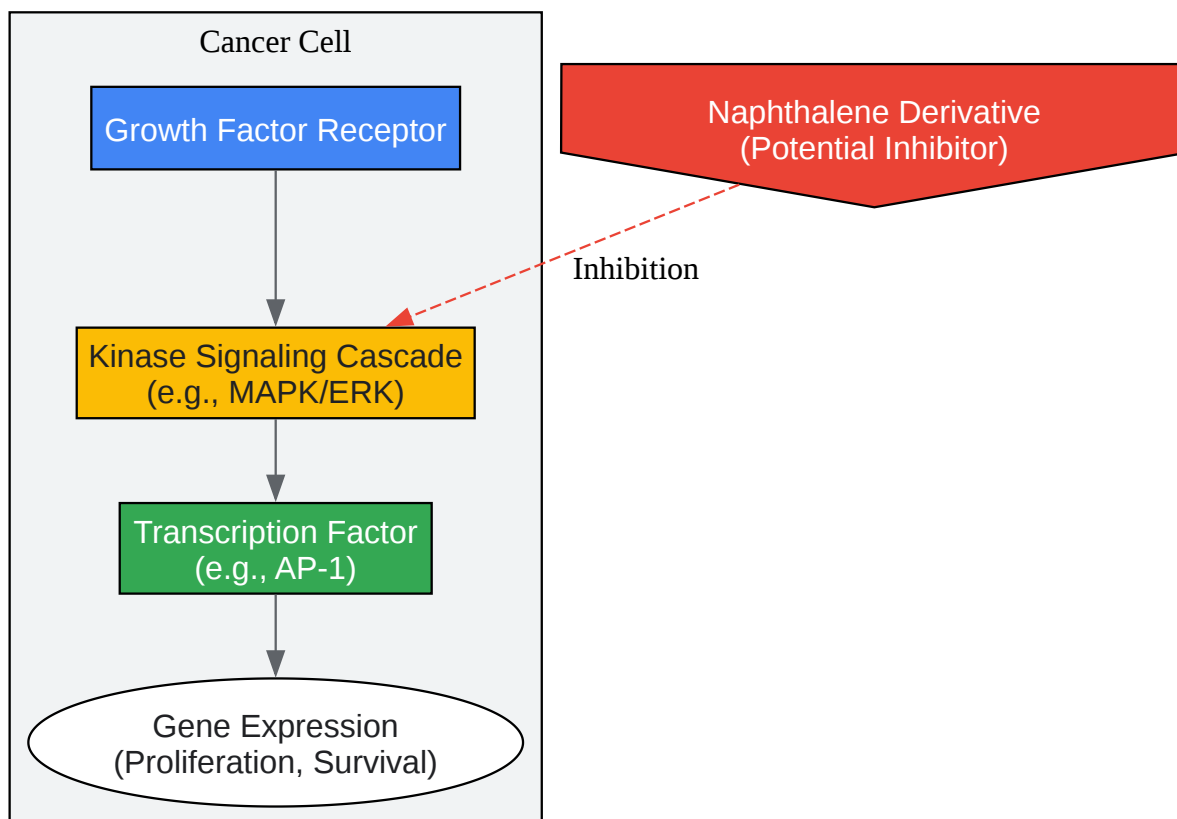 Cancer Cell
Growth Factor Receptor
Naphthalene Derivative
(Potential Inhibitor)
Inhibition
Kinase Signaling Cascade
(e.g., MAPK/ERK)
Transcription Factor
(e.g., AP-1)
Gene Expression
(Proliferation, Survival)